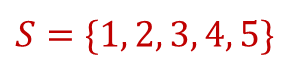 S = {1, 2, 3, 4, 5}